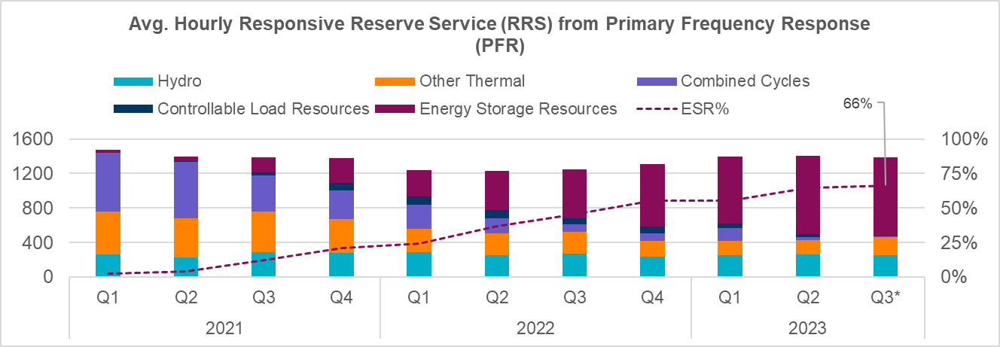 Avg. Hourly Responsive Reserve Service (RRS) from Primary Frequency Response
(PFR)
Hydro
Other Thermal
Combined Cycles
Controllable Load Resources
Energy Storage Resources
ESR%
66%
1600
1200
800
400
0
100%
75%
50%
25%
0%
Q1 Q2 Q3 Q4 Q1 Q2 Q3 Q4 Q1 Q2 Q3*
2021 2022 2023